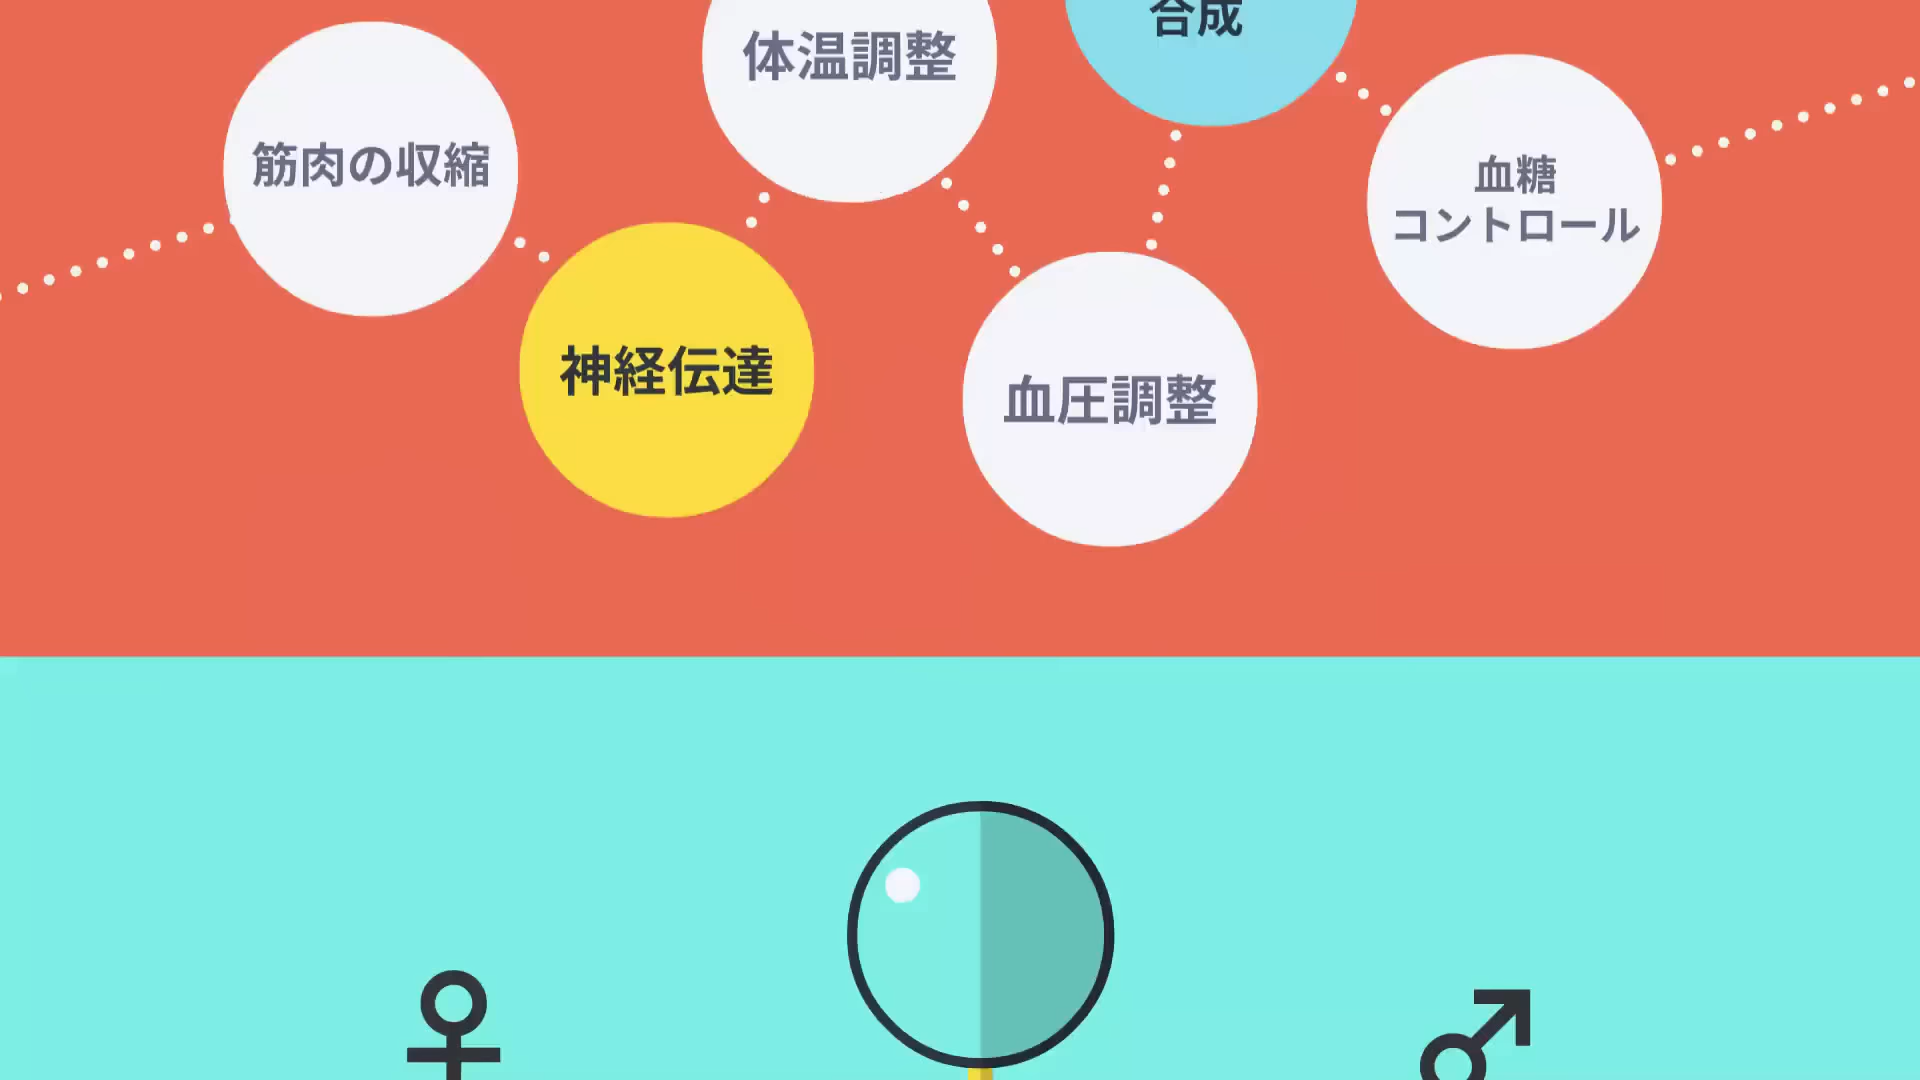 筋肉の収縮
体温調整
合成
血糖
コントロール
神経伝達
血圧調整